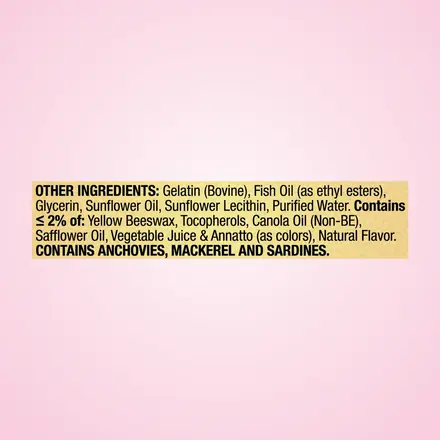 OTHER INGREDIENTS: Gelatin (Bovine), Fish Oil (as ethyl esters),
Glycerin, Sunflower Oil, Sunflower Lecithin, Purified Water. Contains
≤ 2% of: Yellow Beeswax, Tocopherols, Canola Oil (Non-BE),
Safflower Oil, Vegetable Juice & Annatto (as colors), Natural Flavor.
CONTAINS ANCHOVIES, MACKEREL AND SARDINES.